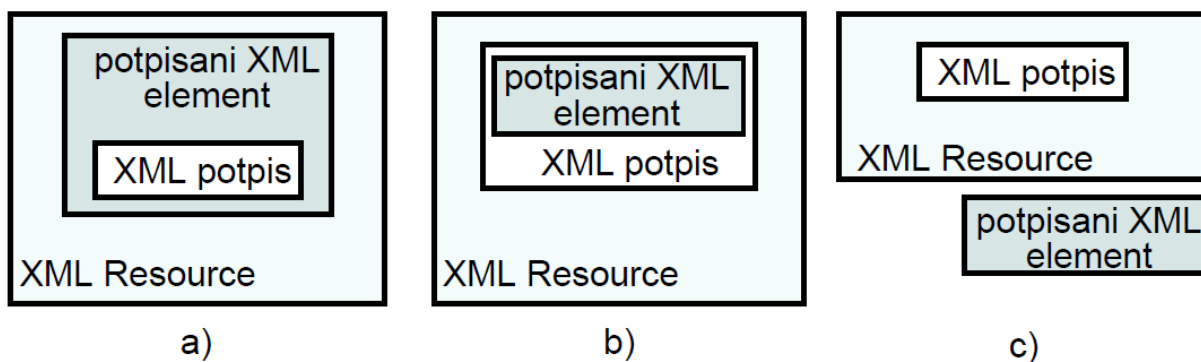 potpisani XML
element
XML potpis
XML Resource
a)
potpisani XML
element
XML potpis
XML Resource
b)
XML potpis
XML Resource
potpisani XML
element
c)